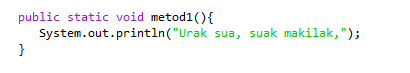 public static void metod1(){
System.out.println("Urak sua, suak makilak,");
}